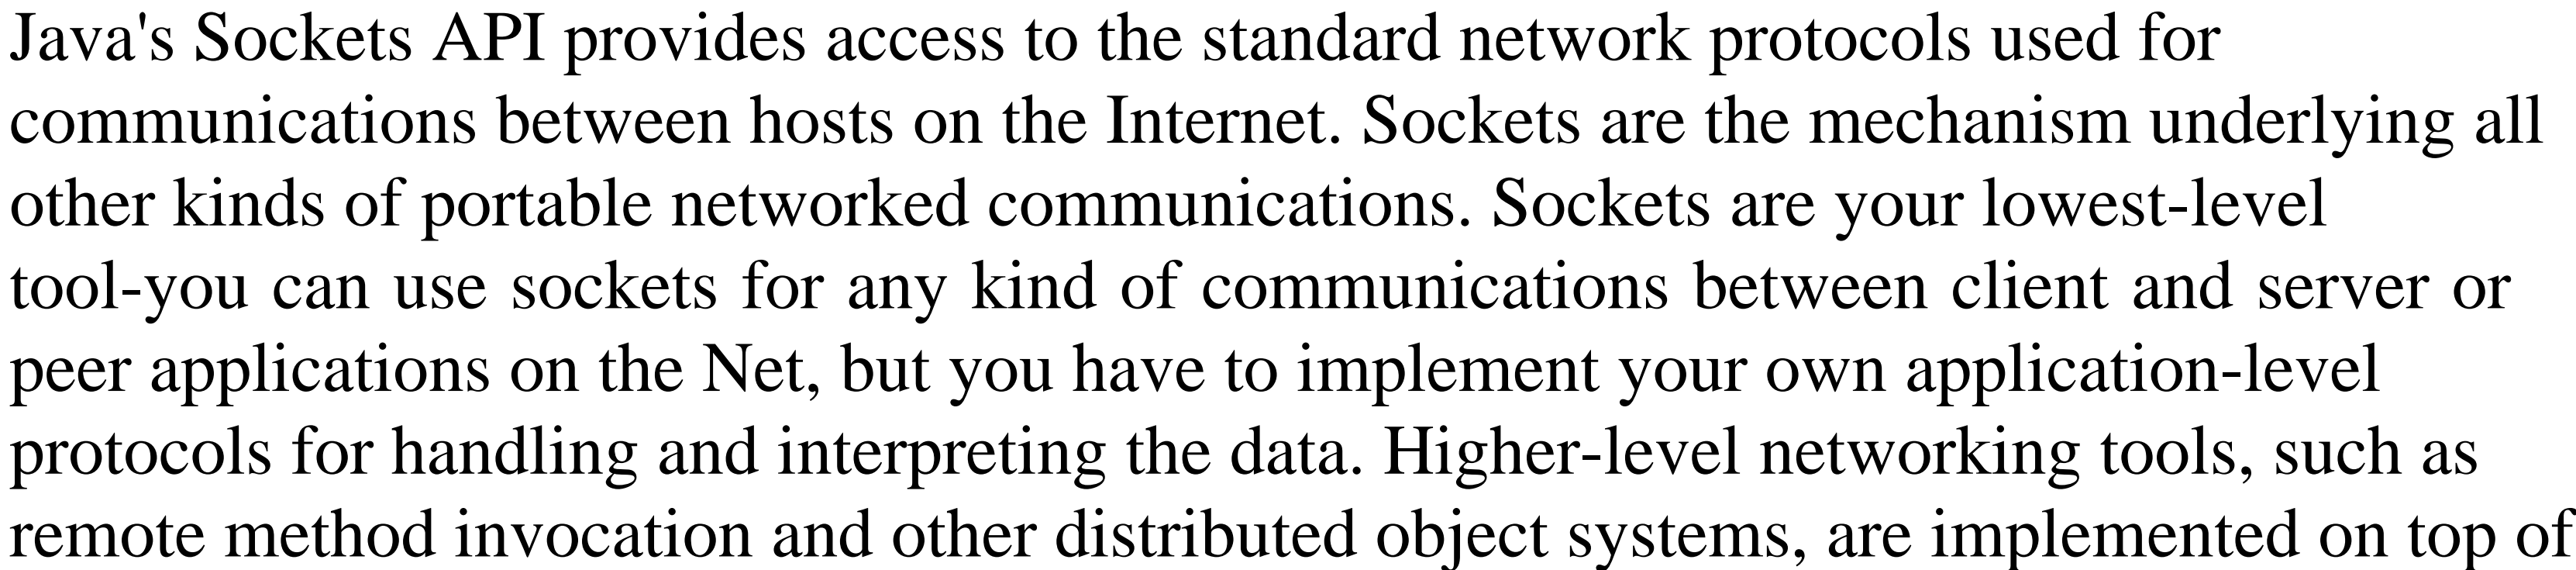 Java's Sockets API provides access to the standard network protocols used for
communications between hosts on the Internet. Sockets are the mechanism underlying all
other kinds of portable networked communications. Sockets are your lowest-level
tool-you can use sockets for any kind of communications between client and server or
peer applications on the Net, but you have to implement your own application-level
protocols for handling and interpreting the data. Higher-level networking tools, such as
remote method invocation and other distributed object systems, are implemented on top of